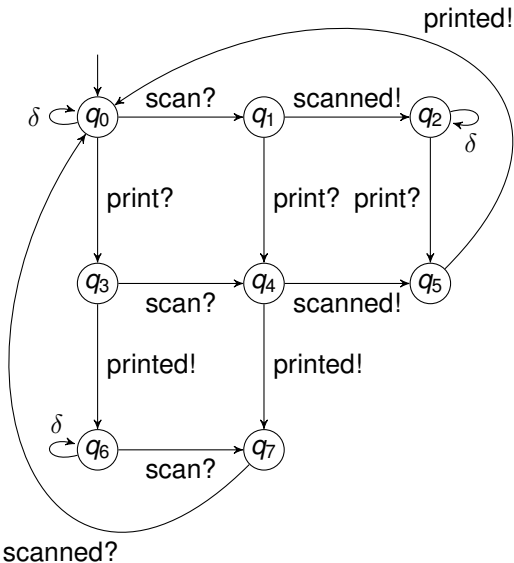 printed!
δ q0 scan? q1 scanned! q2 δ
print? print? print?
q3 scan? q4 scanned! q5
printed! printed!
δ q6 scan? q7
scanned?